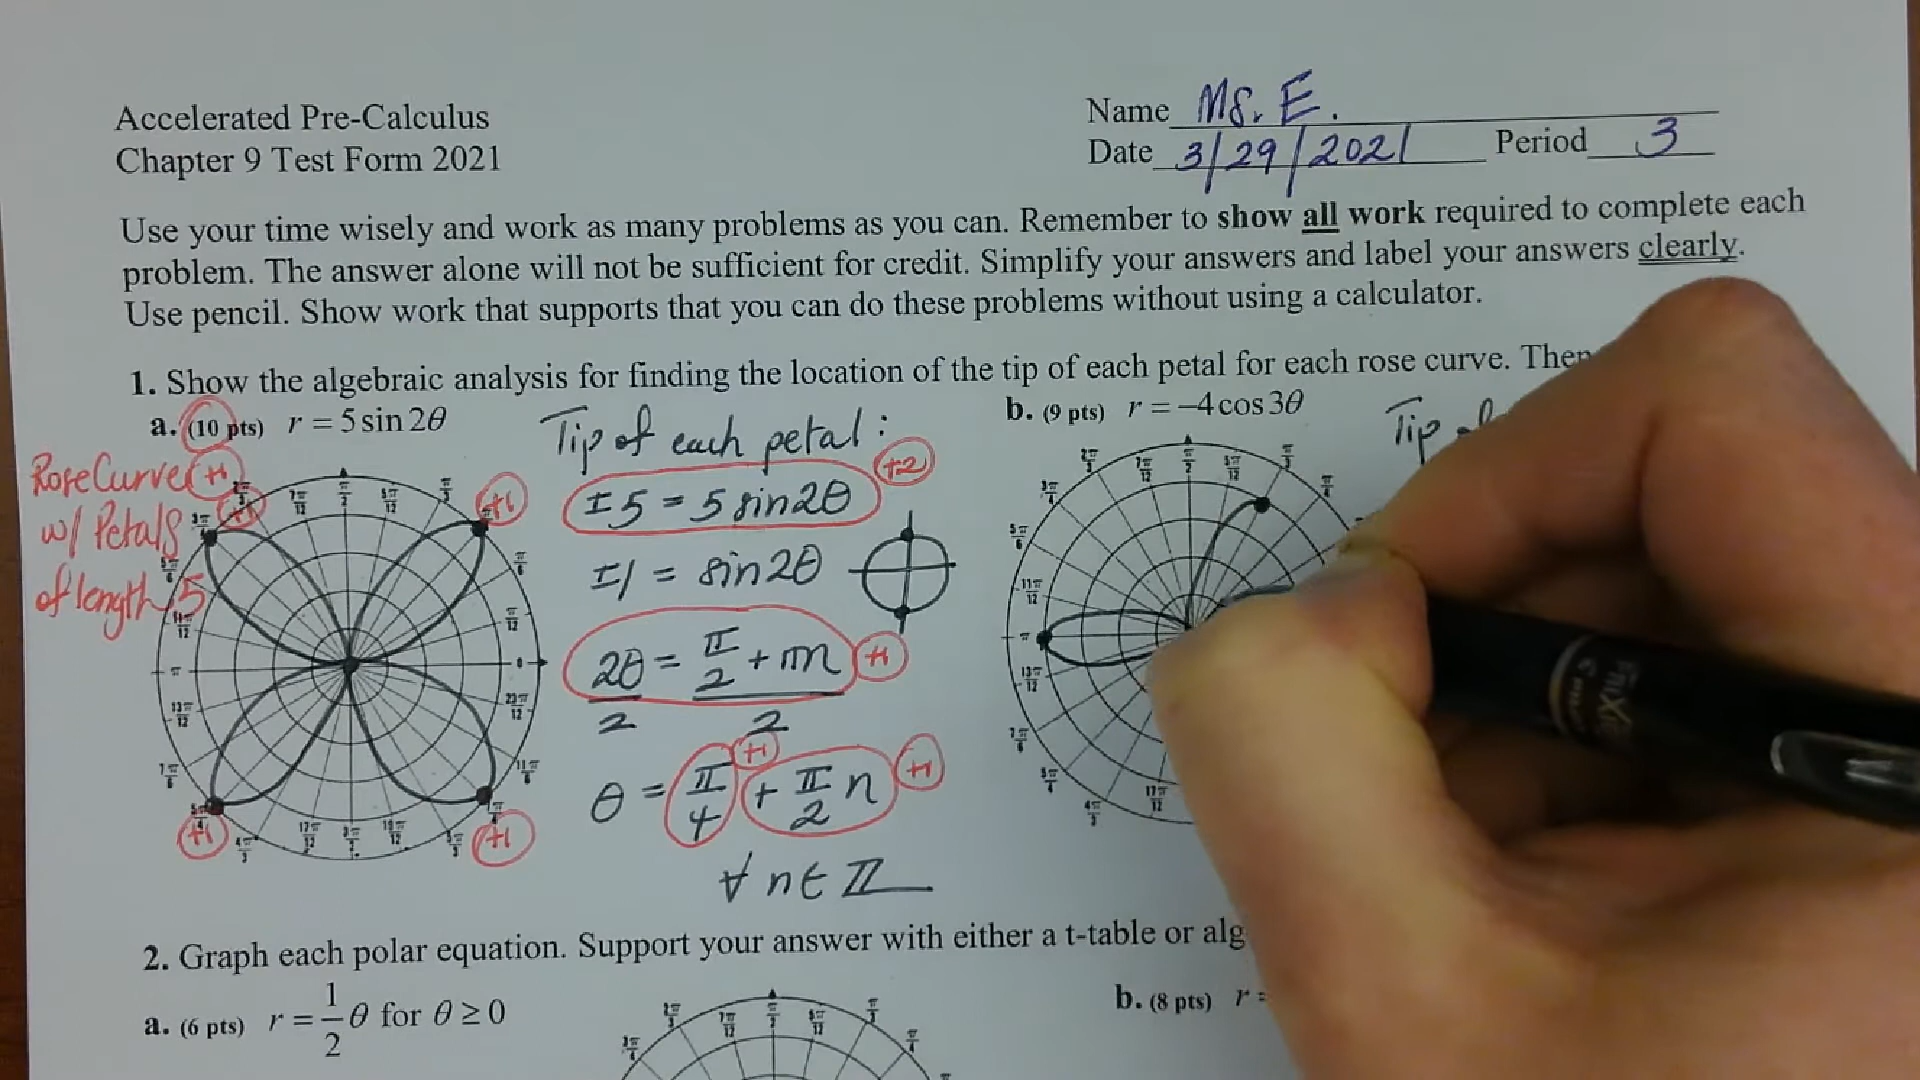 Accelerated Pre-Calculus
Chapter 9 Test Form 2021
Name Ms. E.
Date 3/29/2021 Period 3
Use your time wisely and work as many problems as you can. Remember to show all work required to complete each
problem. The answer alone will not be sufficient for credit. Simplify your answers and label your answers clearly.
Use pencil. Show work that supports that you can do these problems without using a calculator.
1. Show the algebraic analysis for finding the location of the tip of each petal for each rose curve. Then
a. (10 pts) r = 5 sin 2θ
Rose Curve +1
w/ Petals
of length 5
+1
+1
+1
+1
Tip of each petal:
±5 = 5 sin2θ +2
±1 = sin2θ
2θ = π/2 + πn +1
2 2
θ = π/4 +1 + π/2 n +1
∀ n ∈ ℤ
b. (9 pts) r = −4 cos 3θ
Tip
2. Graph each polar equation. Support your answer with either a t-table or alg
a. (6 pts) r = 1/2 θ for θ ≥ 0
b. (8 pts) r =